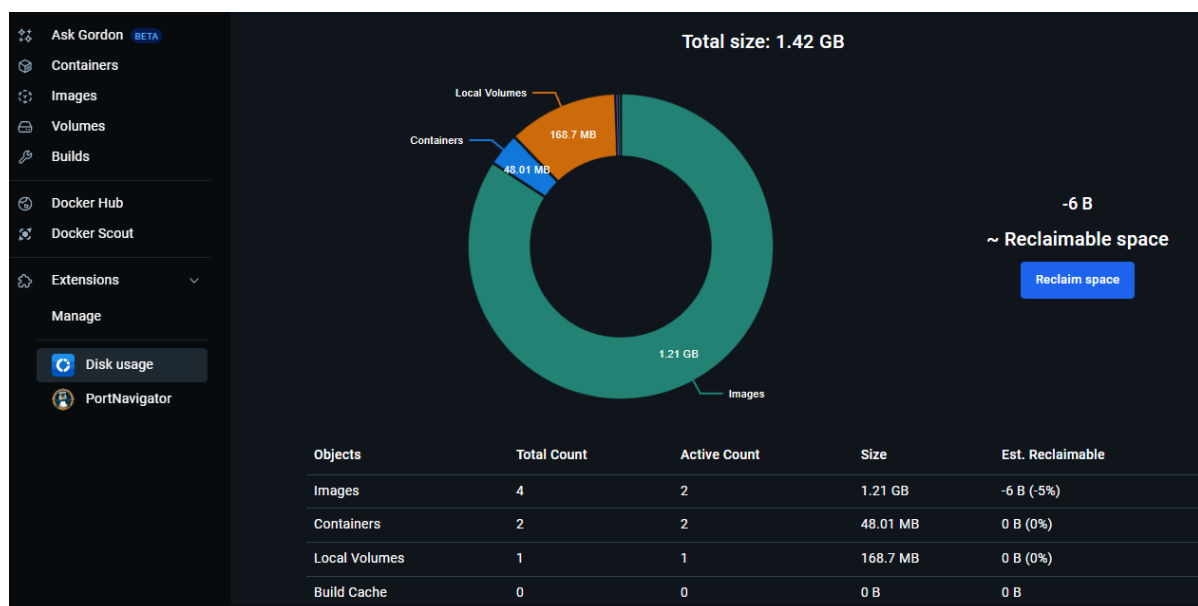 Ask Gordon BETA
Containers
Images
Volumes
Builds
Docker Hub
Docker Scout
Extensions
Manage
Disk usage
PortNavigator
Total size: 1.42 GB
Local Volumes
168.7 MB
Containers
48.01 MB
1.21 GB
Images
-6 B
~ Reclaimable space
Reclaim space
Objects Total Count Active Count Size Est. Reclaimable
Images 4 2 1.21 GB -6 B (-5%)
Containers 2 2 48.01 MB 0 B (0%)
Local Volumes 1 1 168.7 MB 0 B (0%)
Build Cache 0 0 0 B 0 B